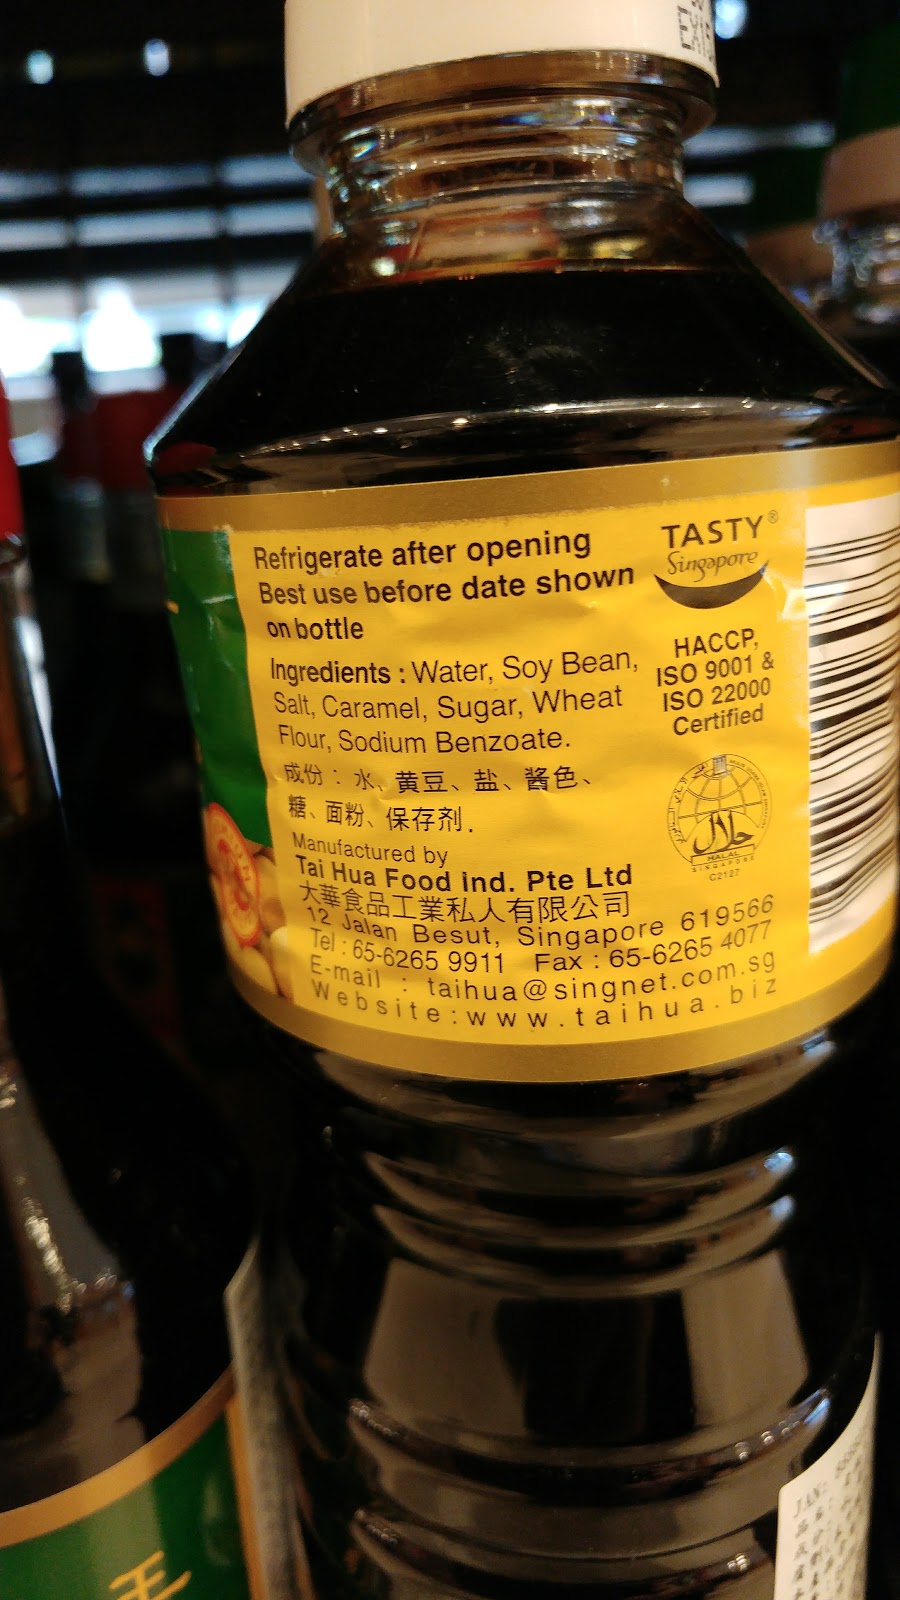 Refrigerate after opening
Best use before date shown
on bottle
Ingredients : Water, Soy Bean,
Salt, Caramel, Sugar, Wheat
Flour, Sodium Benzoate.
成份：水、黄豆、盐、酱色、
糖、面粉、保存剂.
Manufactured by
Tai Hua Food Ind. Pte Ltd
大華食品工業私人有限公司
12 Jalan Besut, Singapore 619566
Tel : 65-6265 9911 Fax : 65-6265 4077
E-mail : taihua@singnet.com.sg
Website:www.taihua.biz
TASTY®
Singapore
HACCP,
ISO 9001 &
ISO 22000
Certified
حلال
HALAL
SINGAPORE
C2127
王